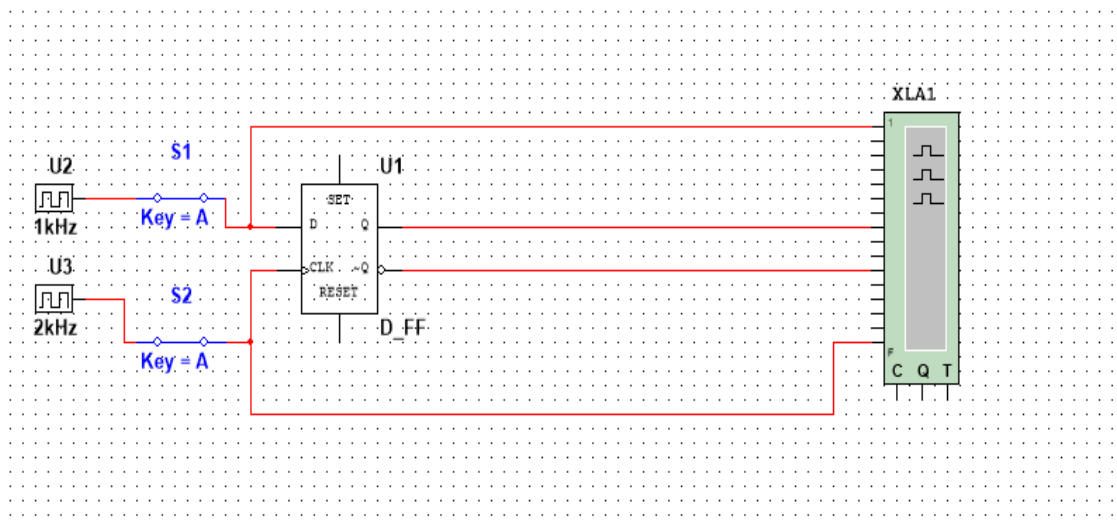 XLA1
S1
U2
U1
1
SET
Key = A
D Q
1kHz
U3
CLK ~Q
S2
RESET
2kHz
D_FF
F
Key = A
C Q T